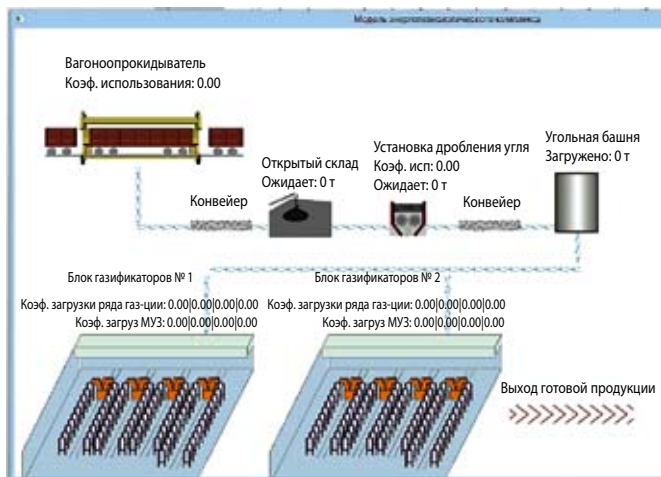 Модель энерготехнологического комплекса
Вагоноопрокидыватель
Коэф. использования: 0.00
Открытый склад
Ожидает: 0 т
Установка дробления угля
Коэф. исп: 0.00
Ожидает: 0 т
Угольная башня
Загружено: 0 т
Конвейер
Конвейер
Блок газификаторов № 1
Блок газификаторов № 2
Коэф. загрузки ряда газ-ции: 0.00|0.00|0.00|0.00
Коэф. загрузки ряда газ-ции: 0.00|0.00|0.00|0.00
Коэф. загруз МУЗ: 0.00|0.00|0.00|0.00
Коэф. загруз МУЗ: 0.00|0.00|0.00|0.00
Выход готовой продукции